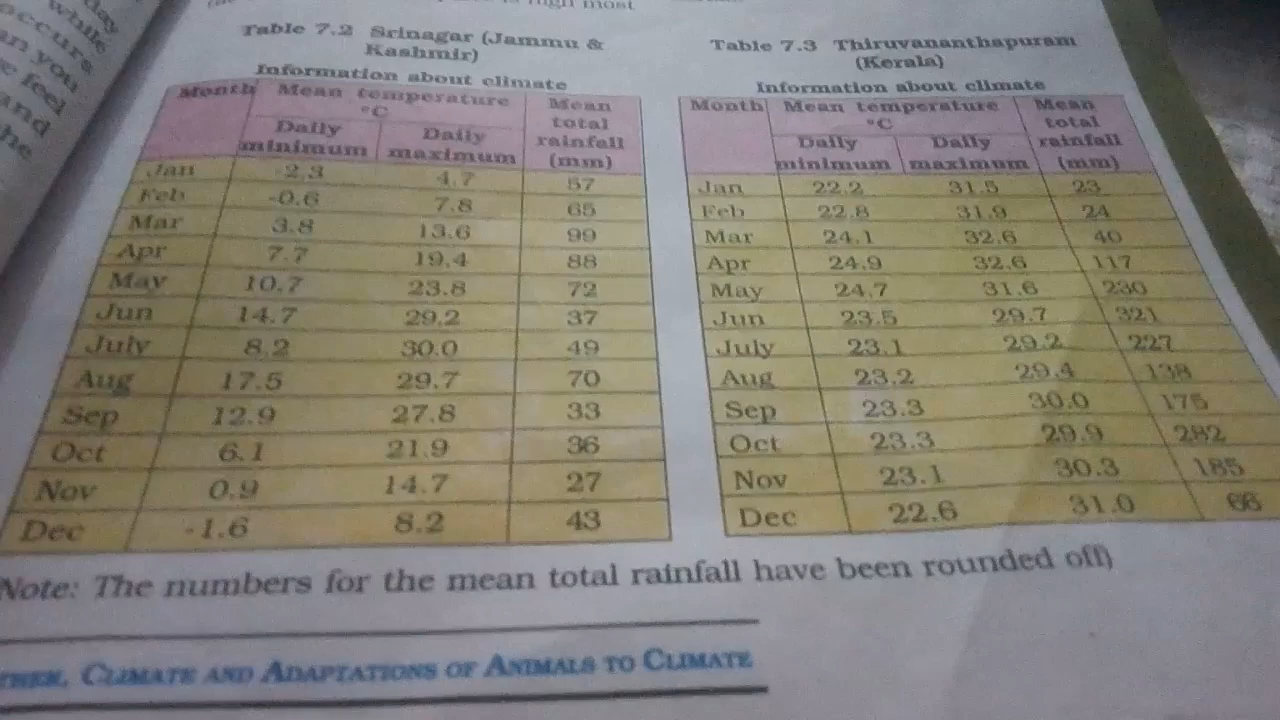 day
while
occurs
an you
e feel
and
he
most
Table 7.2 Srinagar (Jammu &
Kashmir)
Information about climate
Month Mean temperature °C Mean total rainfall (mm)
Daily minimum Daily maximum
Jan -2.3 4.7 57
Feb -0.6 7.8 65
Mar 3.8 13.6 99
Apr 7.7 19.4 88
May 10.7 23.8 72
Jun 14.7 29.2 37
July 8.2 30.0 49
Aug 17.5 29.7 70
Sep 12.9 27.8 33
Oct 6.1 21.9 36
Nov 0.9 14.7 27
Dec -1.6 8.2 43
Table 7.3 Thiruvananthapuram
(Kerala)
Information about climate
Month Mean temperature °C Mean total rainfall (mm)
Daily minimum Daily maximum
Jan 22.2 31.5 23
Feb 22.8 31.9 24
Mar 24.1 32.6 40
Apr 24.9 32.6 117
May 24.7 31.6 230
Jun 23.5 29.7 321
July 23.1 29.2 227
Aug 23.2 29.4 138
Sep 23.3 30.0 175
Oct 23.3 29.9 282
Nov 23.1 30.3 185
Dec 22.6 31.0 66
Note: The numbers for the mean total rainfall have been rounded off)
CLIMATE AND ADAPTATIONS OF ANIMALS TO CLIMATE